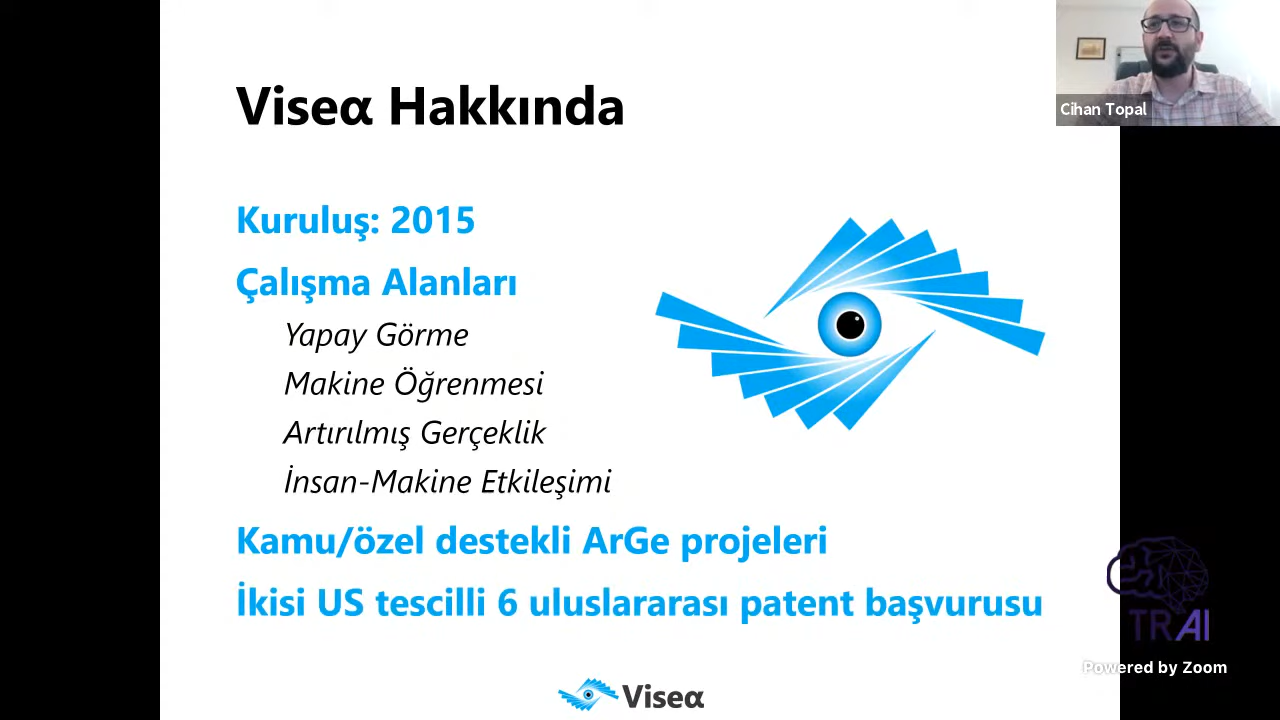 Viseα Hakkında
Cihan Topal
Kuruluş: 2015
Çalışma Alanları
Yapay Görme
Makine Öğrenmesi
Artırılmış Gerçeklik
İnsan-Makine Etkileşimi
Kamu/özel destekli ArGe projeleri
İkisi US tescilli 6 uluslararası patent başvurusu
TRAI
Powered by Zoom
Viseα